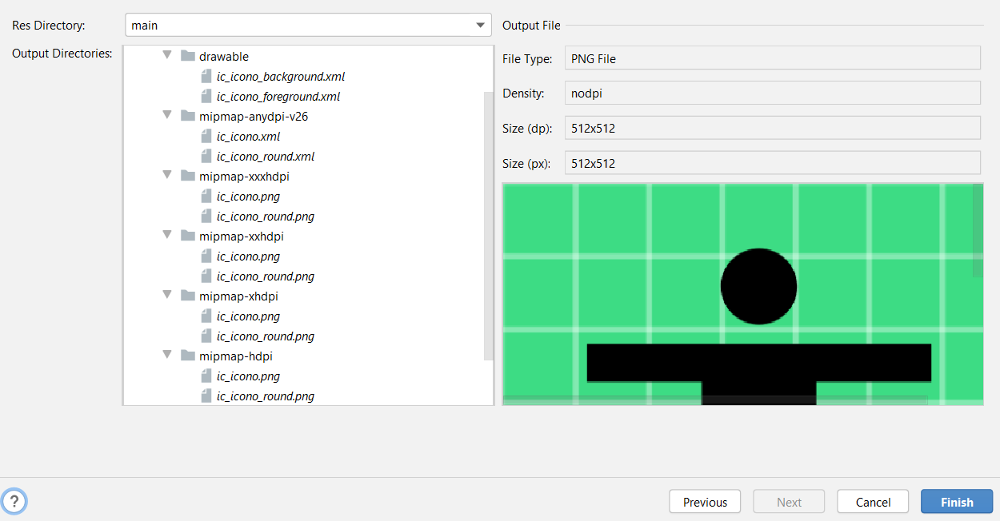 Res Directory:
main
Output Directories:
drawable
ic_icono_background.xml
ic_icono_foreground.xml
mipmap-anydpi-v26
ic_icono.xml
ic_icono_round.xml
mipmap-xxxhdpi
ic_icono.png
ic_icono_round.png
mipmap-xxhdpi
ic_icono.png
ic_icono_round.png
mipmap-xhdpi
ic_icono.png
ic_icono_round.png
mipmap-hdpi
ic_icono.png
ic_icono_round.png
Output File
File Type: PNG File
Density: nodpi
Size (dp): 512x512
Size (px): 512x512
?
Previous
Next
Cancel
Finish